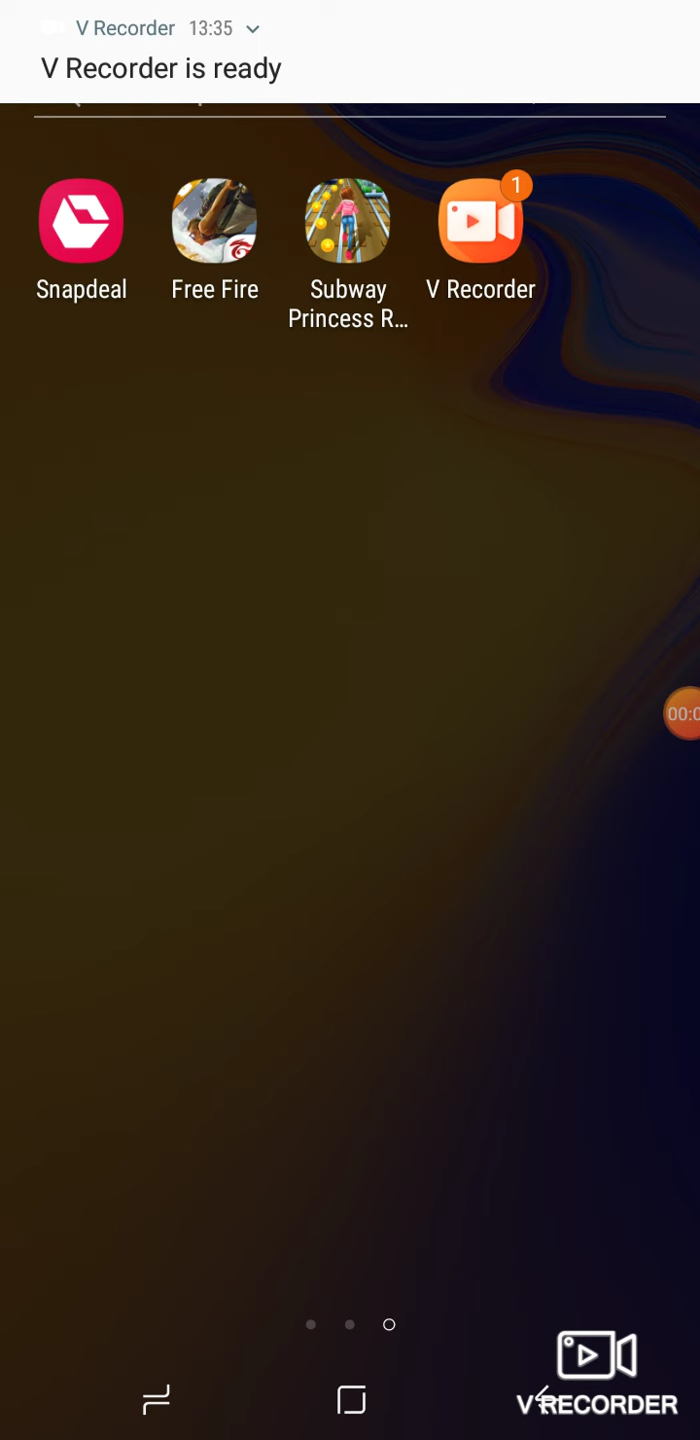 V Recorder 13:35
V Recorder is ready
1
Snapdeal
Free Fire
Subway
Princess R...
V Recorder
00:0
V RECORDER